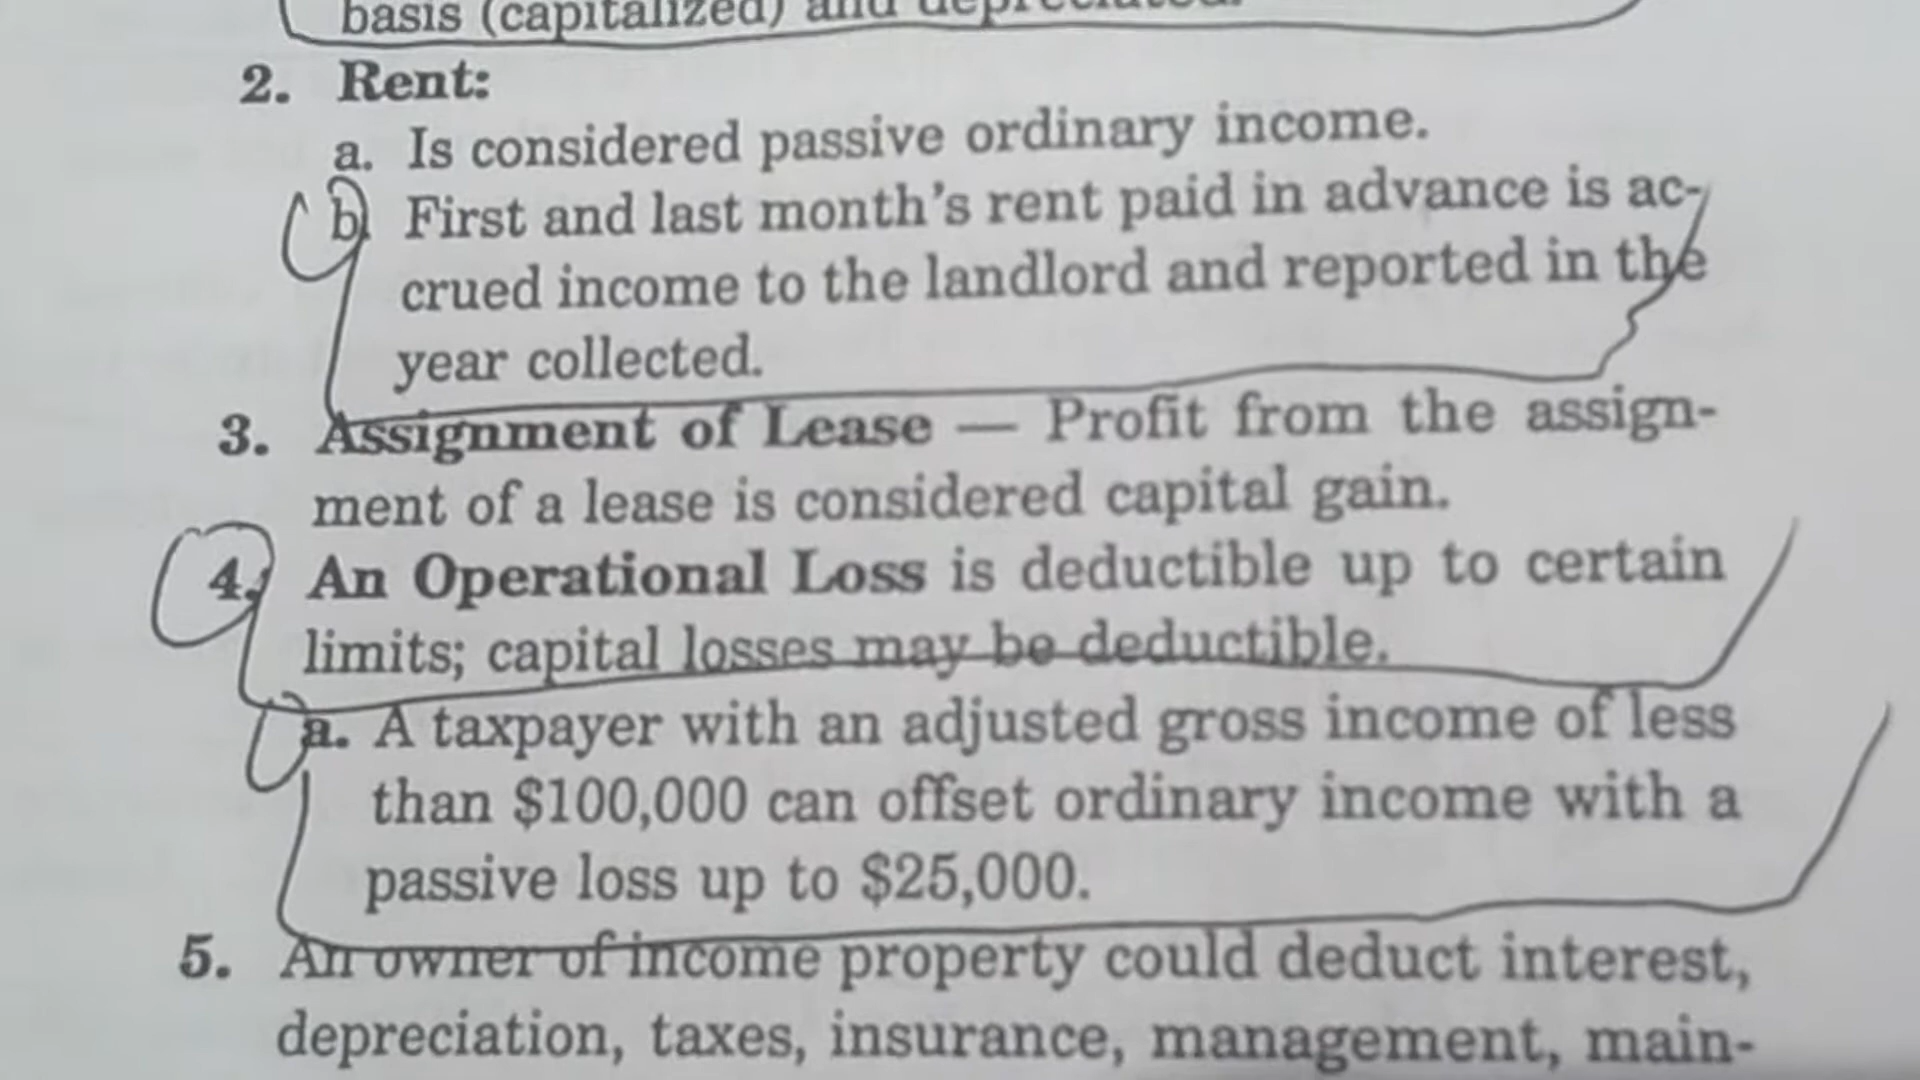 basis (capitalized) and depreciated.
2. Rent:
a. Is considered passive ordinary income.
b. First and last month's rent paid in advance is ac-
crued income to the landlord and reported in the
year collected.
3. Assignment of Lease — Profit from the assign-
ment of a lease is considered capital gain.
4. An Operational Loss is deductible up to certain
limits; capital losses may be deductible.
a. A taxpayer with an adjusted gross income of less
than $100,000 can offset ordinary income with a
passive loss up to $25,000.
5. An owner of income property could deduct interest,
depreciation, taxes, insurance, management, main-